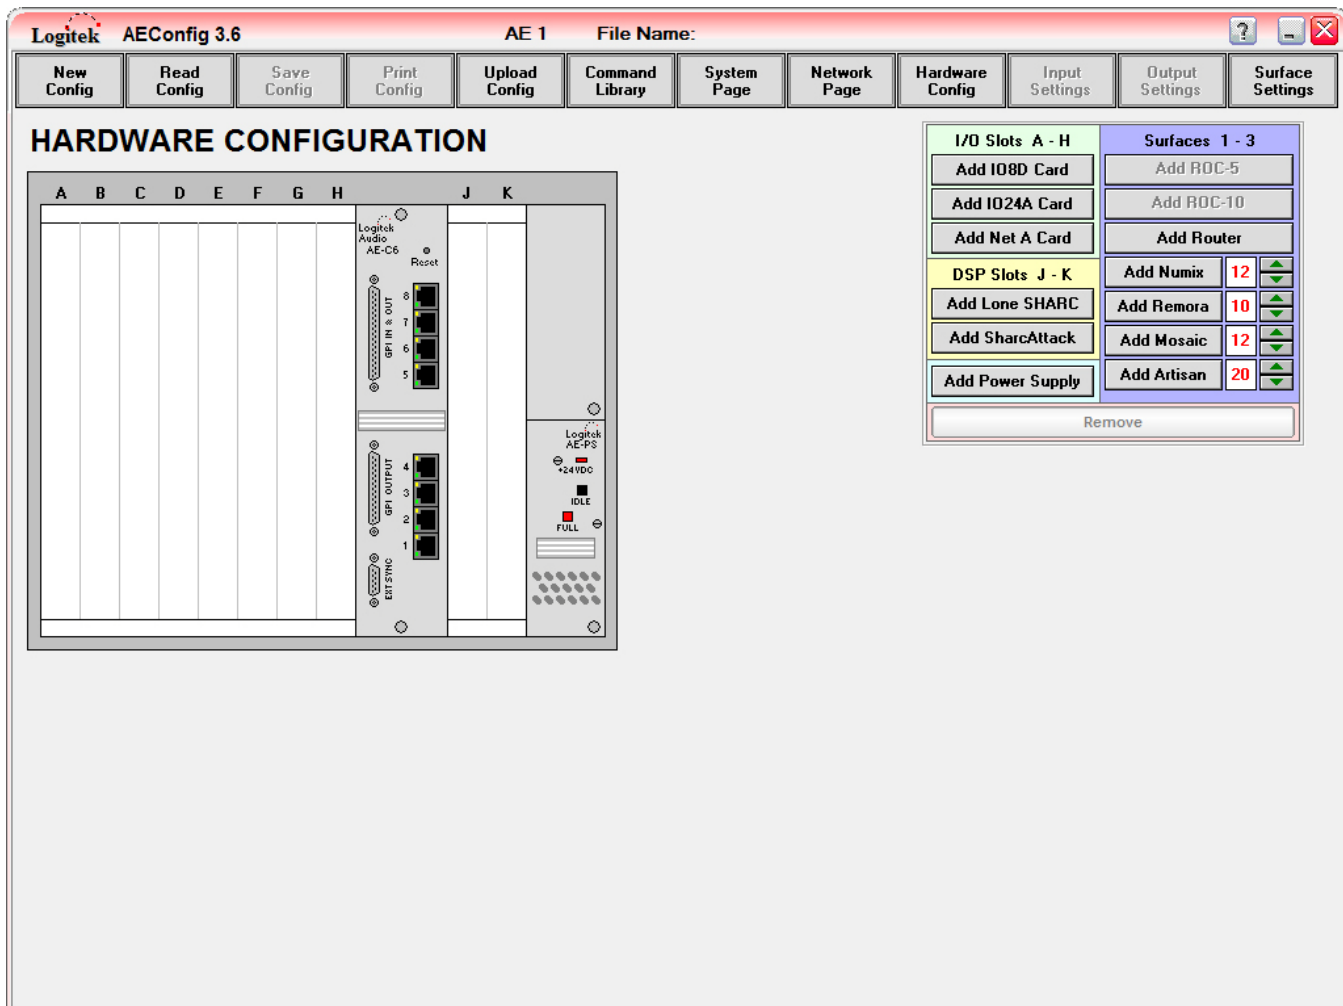 Logitek AEConfig 3.6 AE 1 File Name: ?
New Config Read Config Save Config Print Config Upload Config Command Library System Page Network Page Hardware Config Input Settings Output Settings Surface Settings
HARDWARE CONFIGURATION
A B C D E F G H J K
Logitek
Audio
AE-C6
Reset
GPI IN & OUT
8
7
6
5
GPI OUTPUT
4
3
2
1
EXT SYNC
Logitek
AE-PS
+24VDC
IDLE
FULL
I/O Slots A - H
Add IO8D Card
Add IO24A Card
Add Net A Card
DSP Slots J - K
Add Lone SHARC
Add SharcAttack
Add Power Supply
Surfaces 1 - 3
Add ROC-5
Add ROC-10
Add Router
Add Numix 12
Add Remora 10
Add Mosaic 12
Add Artisan 20
Remove